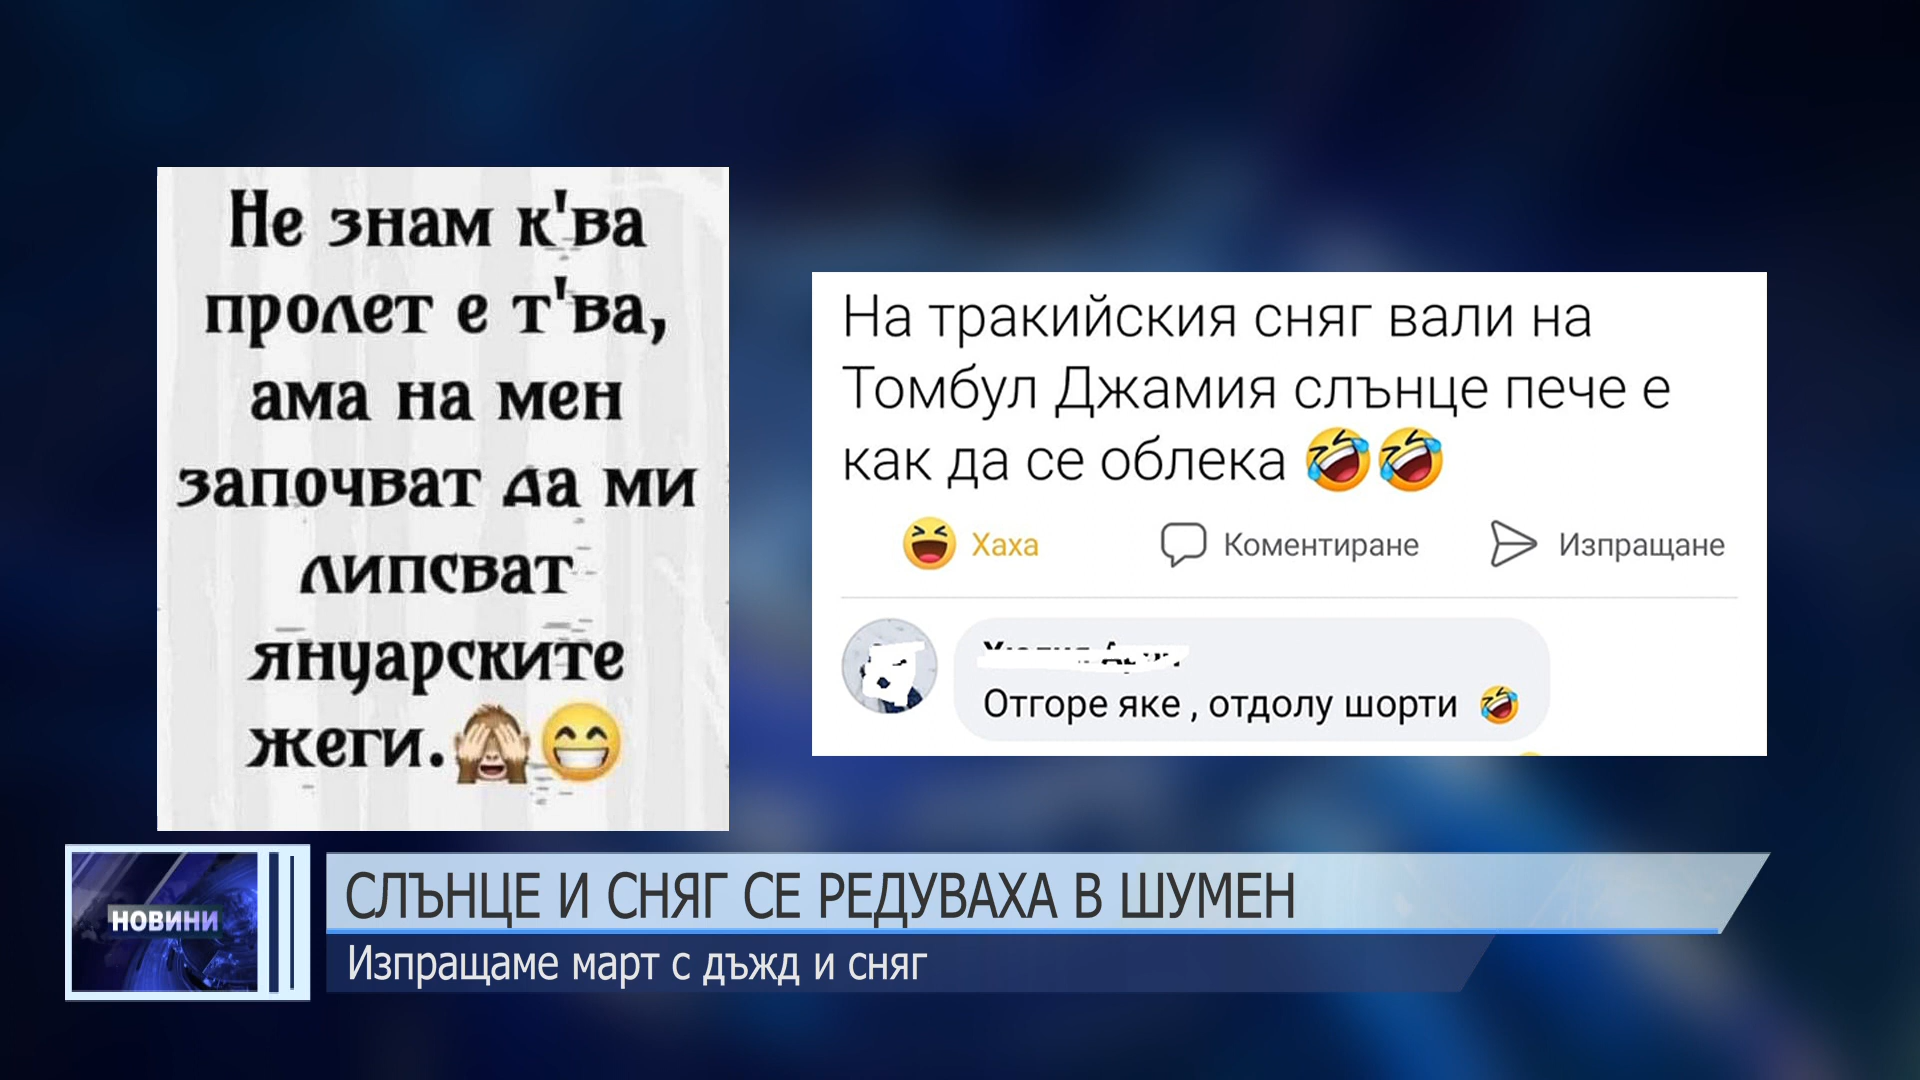 Не знам к'ва
пролет е т'ва,
ама на мен
започват да ми
липсват
януарските
жеги.
На тракийския сняг вали на
Томбул Джамия слънце пече е
как да се облека
Хаха
Коментиране
Изпращане
Отгоре яке , отдолу шорти
НОВИНИ
СЛЪНЦЕ И СНЯГ СЕ РЕДУВАХА В ШУМЕН
Изпращаме март с дъжд и сняг